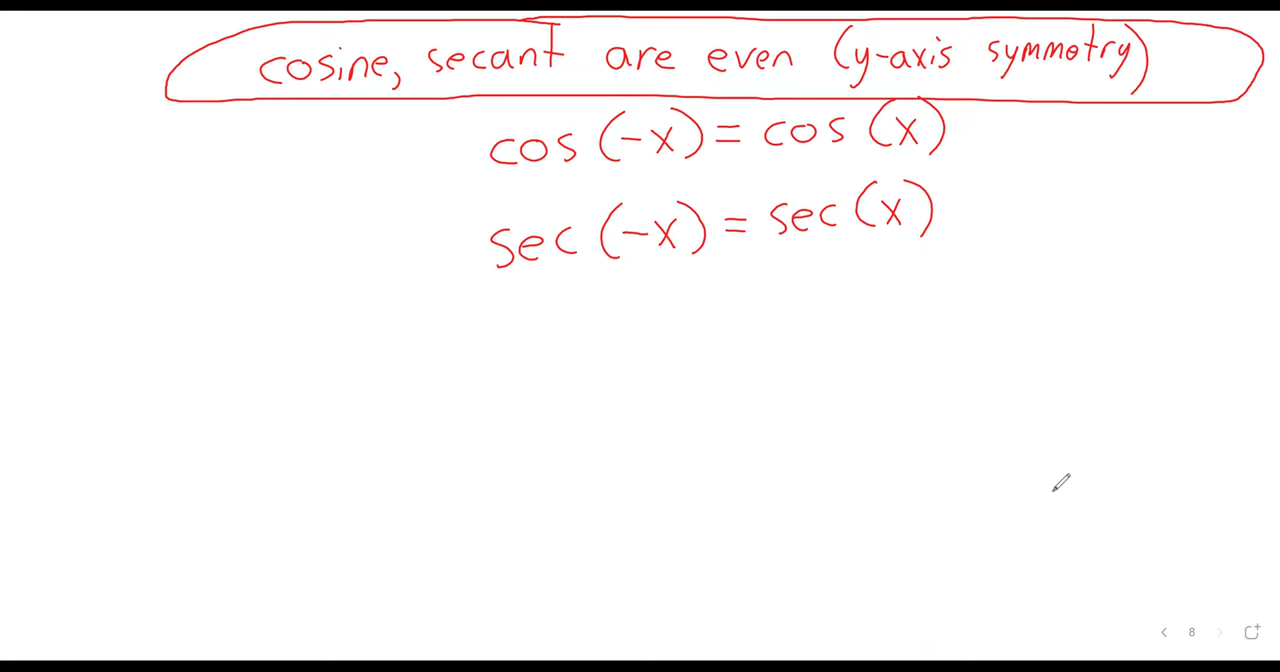 cosine, secant are even (y-axis symmetry)
cos (-x) = cos (x)
sec (-x) = sec (x)
8